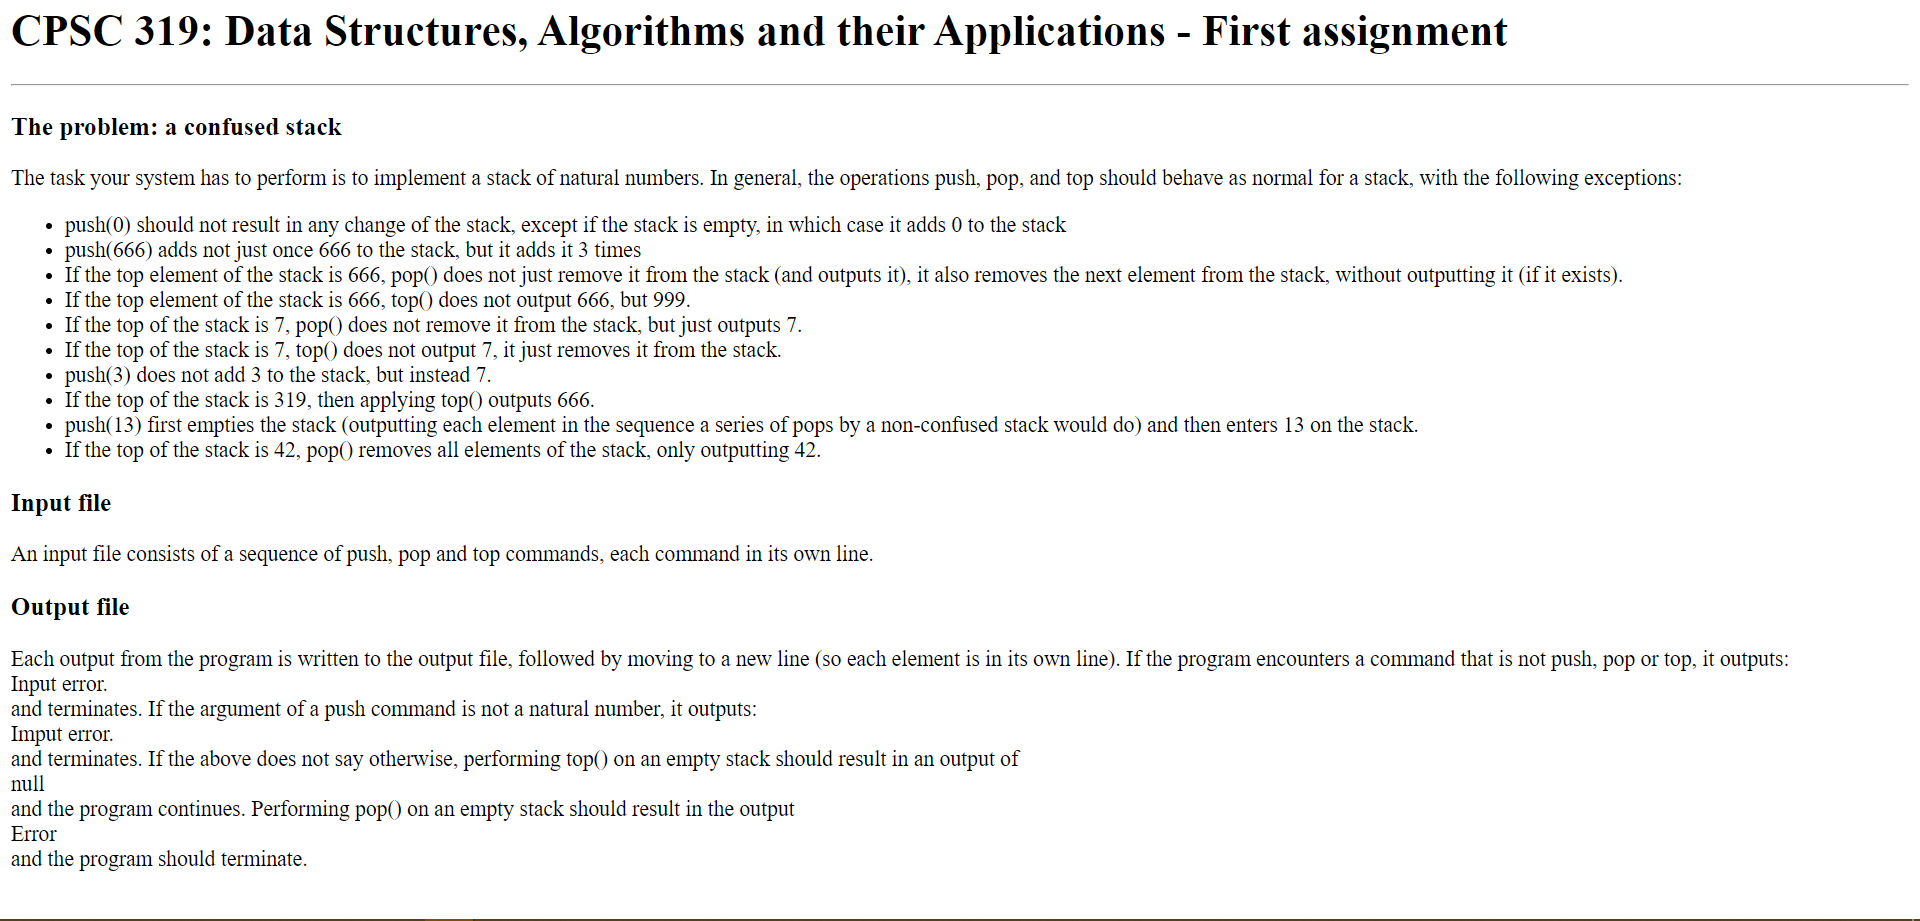 CPSC 319: Data Structures, Algorithms and their Applications - First assignment
The problem: a confused stack
The task your system has to perform is to implement a stack of natural numbers. In general, the operations push, pop, and top should behave as normal for a stack, with the following exceptions:
• push(0) should not result in any change of the stack, except if the stack is empty, in which case it adds 0 to the stack
• push(666) adds not just once 666 to the stack, but it adds it 3 times
• If the top element of the stack is 666, pop() does not just remove it from the stack (and outputs it), it also removes the next element from the stack, without outputting it (if it exists).
• If the top element of the stack is 666, top() does not output 666, but 999.
• If the top of the stack is 7, pop() does not remove it from the stack, but just outputs 7.
• If the top of the stack is 7, top() does not output 7, it just removes it from the stack.
• push(3) does not add 3 to the stack, but instead 7.
• If the top of the stack is 319, then applying top() outputs 666.
• push(13) first empties the stack (outputting each element in the sequence a series of pops by a non-confused stack would do) and then enters 13 on the stack.
• If the top of the stack is 42, pop() removes all elements of the stack, only outputting 42.
Input file
An input file consists of a sequence of push, pop and top commands, each command in its own line.
Output file
Each output from the program is written to the output file, followed by moving to a new line (so each element is in its own line). If the program encounters a command that is not push, pop or top, it outputs:
Input error.
and terminates. If the argument of a push command is not a natural number, it outputs:
Imput error.
and terminates. If the above does not say otherwise, performing top() on an empty stack should result in an output of
null
and the program continues. Performing pop() on an empty stack should result in the output
Error
and the program should terminate.